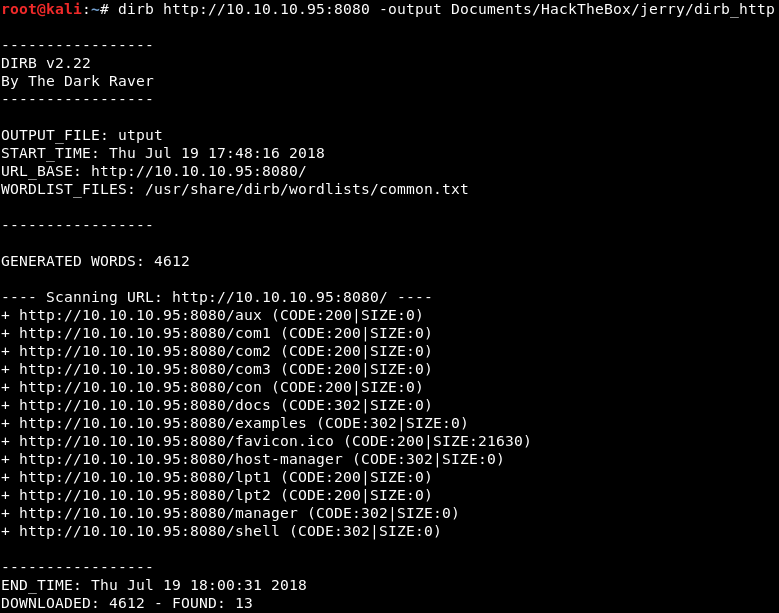 root@kali:~# dirb http://10.10.10.95:8080 -output Documents/HackTheBox/jerry/dirb_http
-----------------
DIRB v2.22
By The Dark Raver
-----------------
OUTPUT_FILE: utput
START_TIME: Thu Jul 19 17:48:16 2018
URL_BASE: http://10.10.10.95:8080/
WORDLIST_FILES: /usr/share/dirb/wordlists/common.txt
-----------------
GENERATED WORDS: 4612
---- Scanning URL: http://10.10.10.95:8080/ ----
+ http://10.10.10.95:8080/aux (CODE:200|SIZE:0)
+ http://10.10.10.95:8080/com1 (CODE:200|SIZE:0)
+ http://10.10.10.95:8080/com2 (CODE:200|SIZE:0)
+ http://10.10.10.95:8080/com3 (CODE:200|SIZE:0)
+ http://10.10.10.95:8080/con (CODE:200|SIZE:0)
+ http://10.10.10.95:8080/docs (CODE:302|SIZE:0)
+ http://10.10.10.95:8080/examples (CODE:302|SIZE:0)
+ http://10.10.10.95:8080/favicon.ico (CODE:200|SIZE:21630)
+ http://10.10.10.95:8080/host-manager (CODE:302|SIZE:0)
+ http://10.10.10.95:8080/lpt1 (CODE:200|SIZE:0)
+ http://10.10.10.95:8080/lpt2 (CODE:200|SIZE:0)
+ http://10.10.10.95:8080/manager (CODE:302|SIZE:0)
+ http://10.10.10.95:8080/shell (CODE:302|SIZE:0)
-----------------
END_TIME: Thu Jul 19 18:00:31 2018
DOWNLOADED: 4612 - FOUND: 13